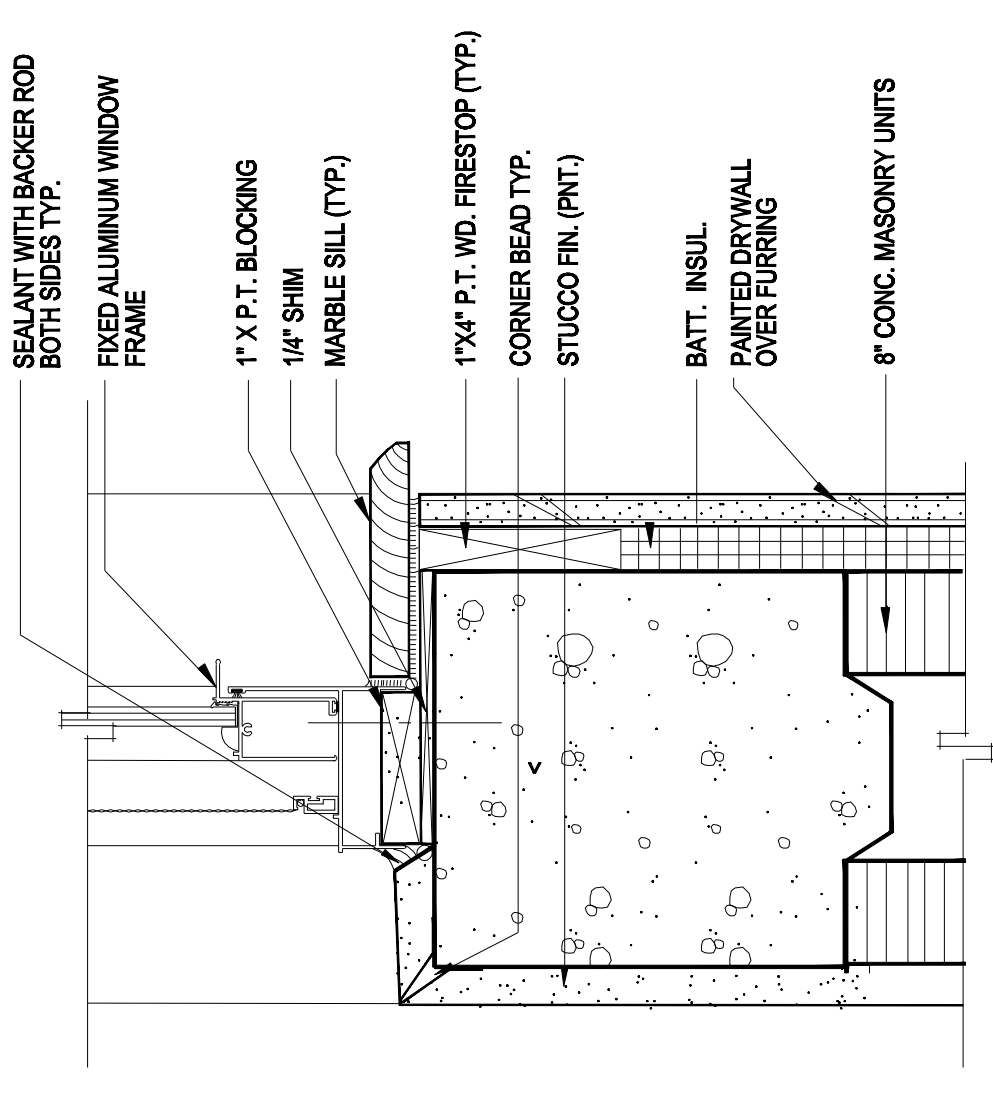 SEALANT WITH BACKER ROD
BOTH SIDES TYP.
FIXED ALUMINUM WINDOW
FRAME
1" X P.T. BLOCKING
1/4" SHIM
MARBLE SILL (TYP.)
1"X4" P.T. WD. FIRESTOP (TYP.)
CORNER BEAD TYP.
STUCCO FIN. (PNT.)
BATT. INSUL.
PAINTED DRYWALL
OVER FURRING
8" CONC. MASONRY UNITS